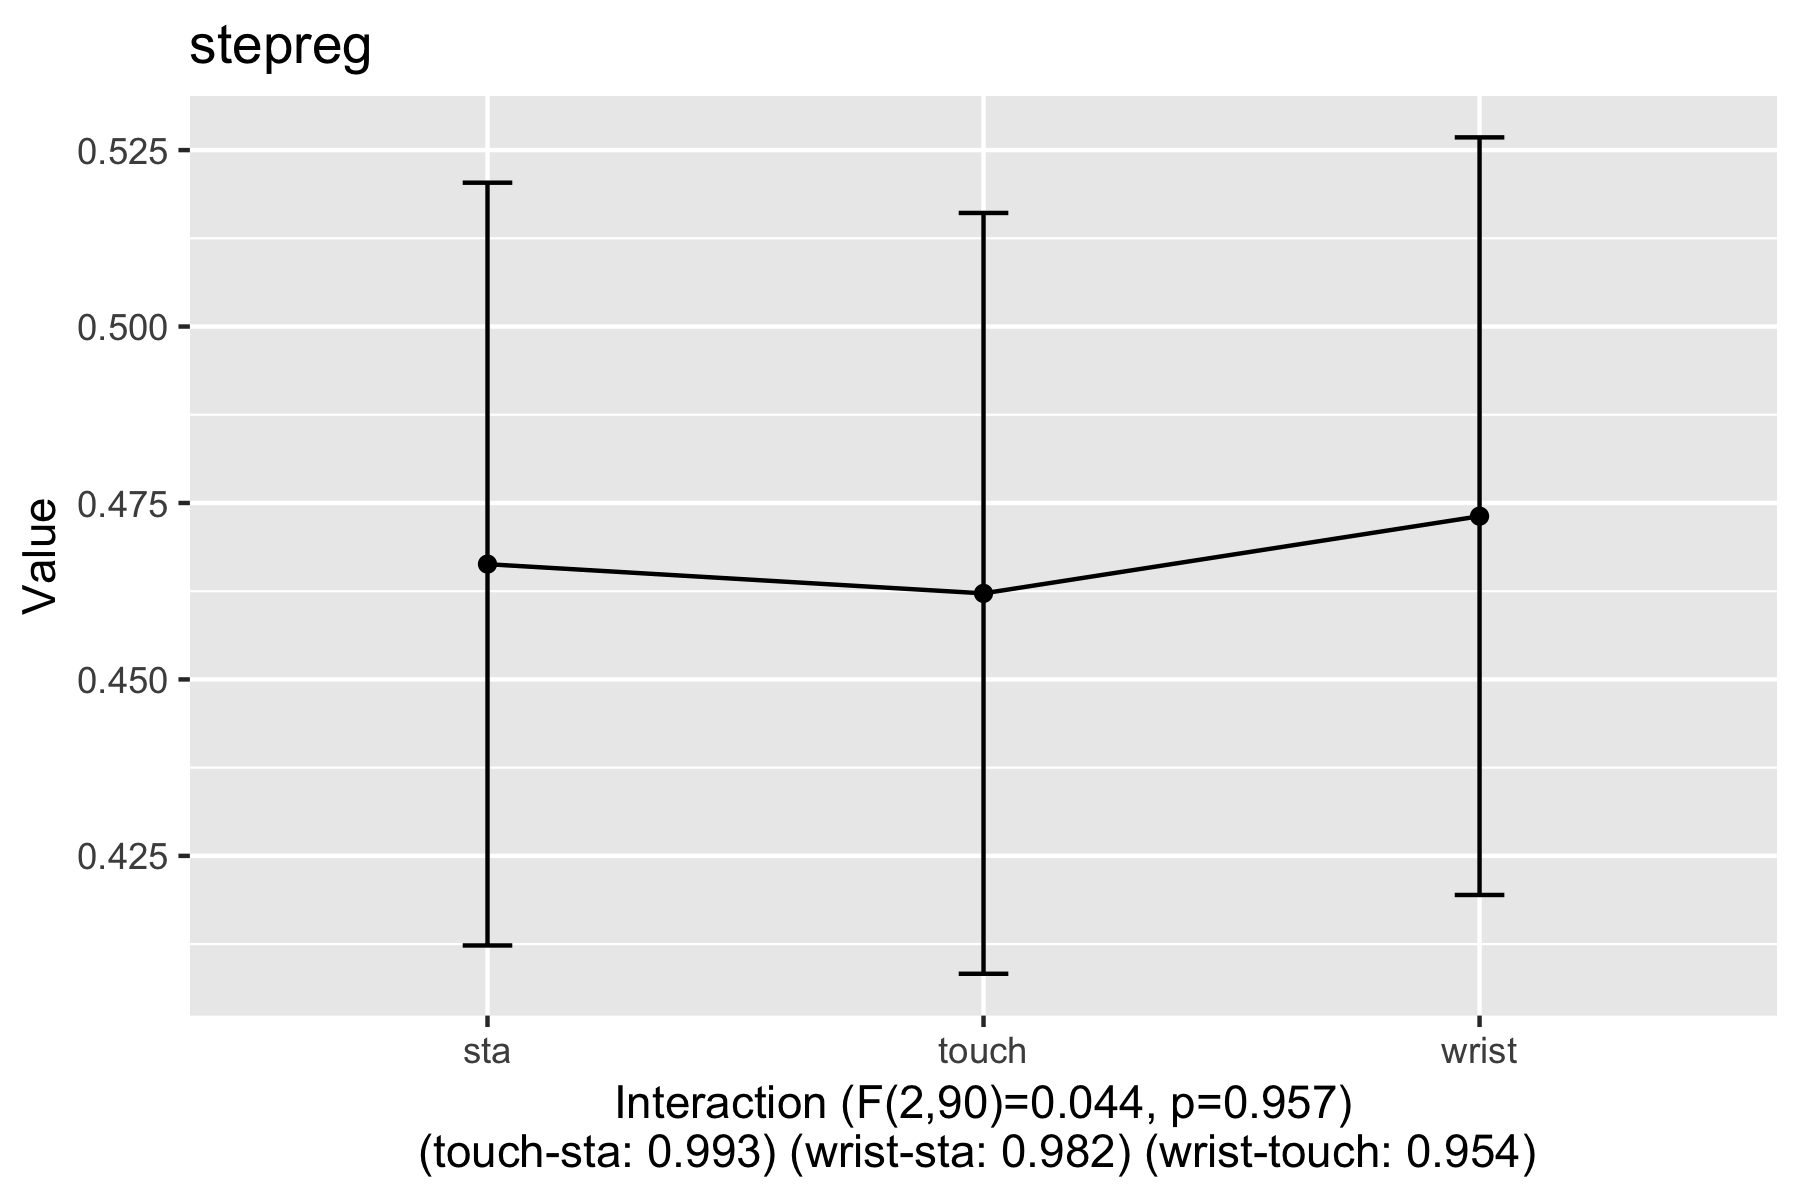 stepreg
0.525
0.500
0.475
0.450
0.425
Value
sta touch wrist
Interaction (F(2,90)=0.044, p=0.957)
(touch-sta: 0.993) (wrist-sta: 0.982) (wrist-touch: 0.954)